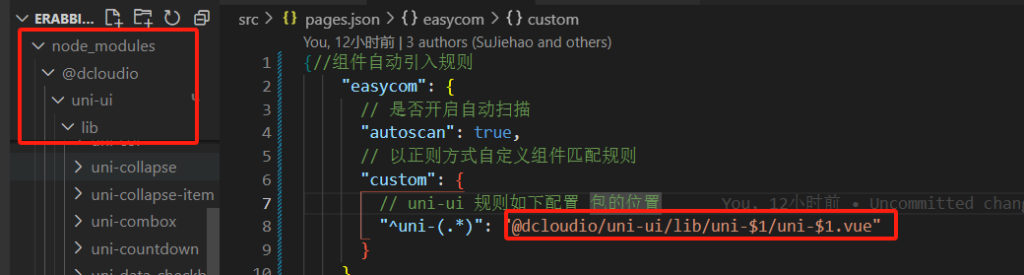 ERABBI...
node_modules
@dcloudio
uni-ui
lib
uni-collapse
uni-collapse-item
uni-combox
uni-countdown
src > {} pages.json > {} easycom > {} custom
You, 12小时前 | 3 authors (SuJiehao and others)
1 {//组件自动引入规则
2 "easycom": {
3 // 是否开启自动扫描
4 "autoscan": true,
5 // 以正则方式自定义组件匹配规则
6 "custom": {
7 // uni-ui 规则如下配置 包的位置 You, 12小时前 • Uncommitted chan
8 "^uni-(.*)": "@dcloudio/uni-ui/lib/uni-$1/uni-$1.vue"
9 }
10 },